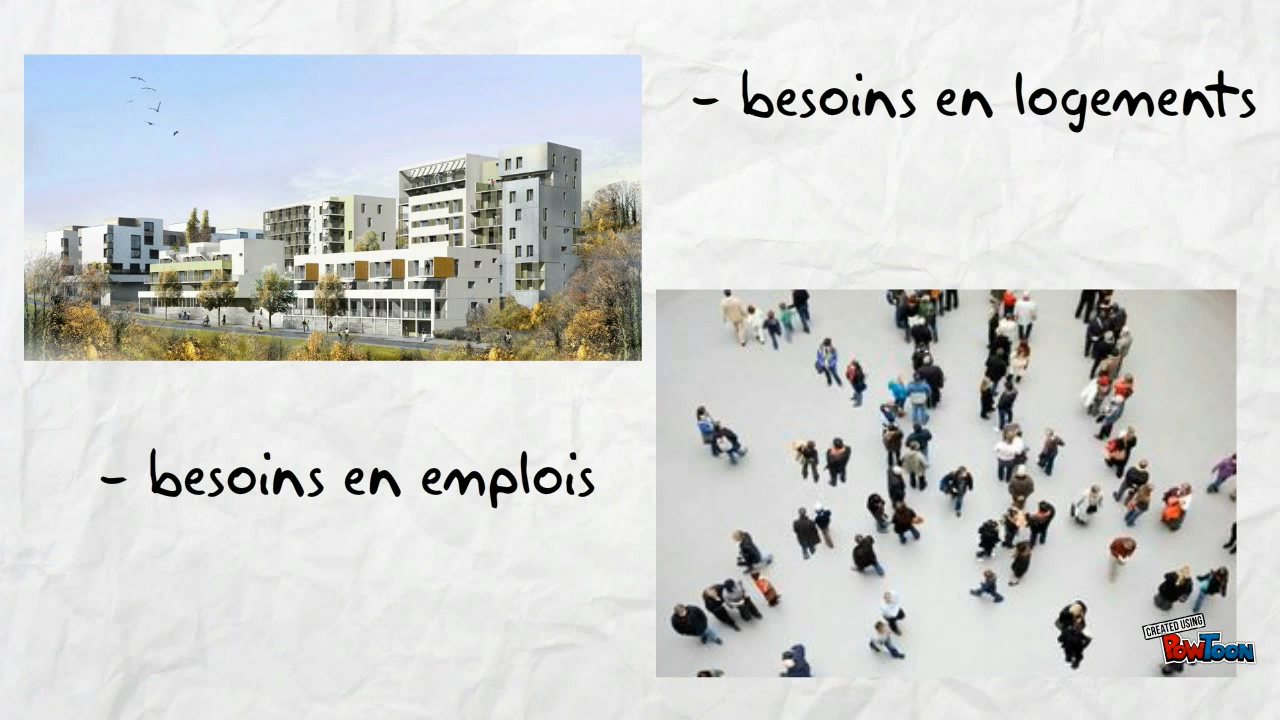 - besoins en logements
- besoins en emplois
CREATED USING
POWTOON